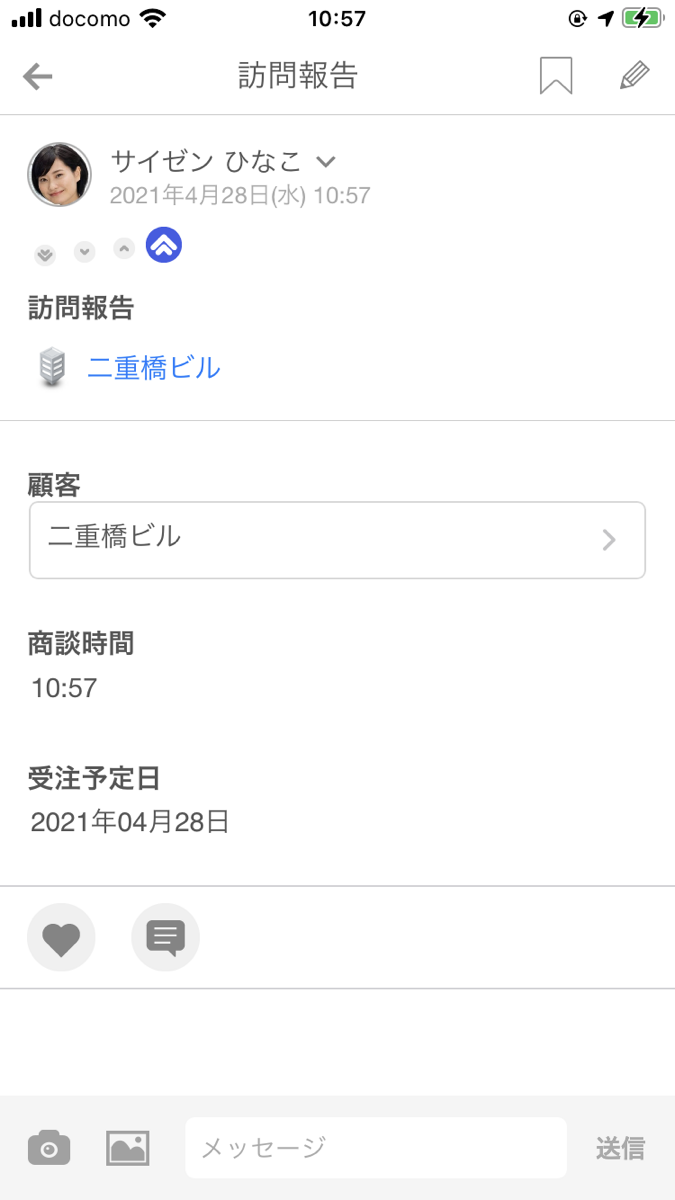 docomo 10:57
訪問報告
サイゼン ひなこ
2021年4月28日(水) 10:57
訪問報告
二重橋ビル
顧客
二重橋ビル
商談時間
10:57
受注予定日
2021年04月28日
メッセージ 送信